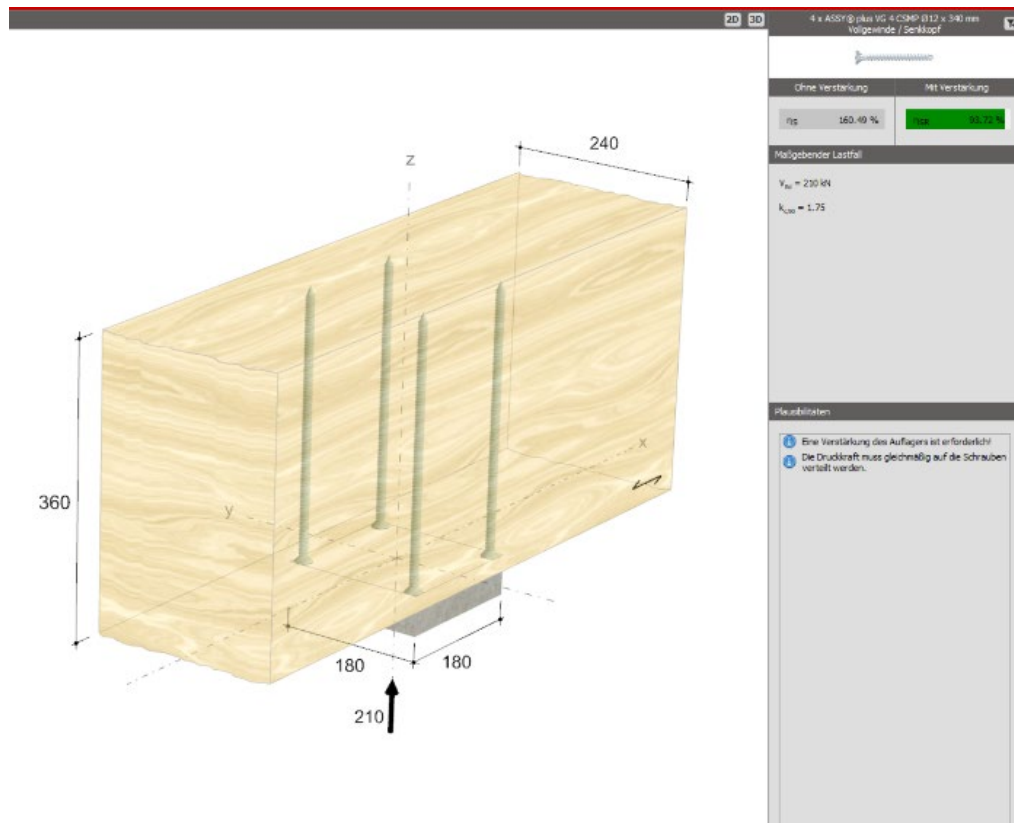 2D 3D
4 x ASSY® plus VG 4 CSMP Ø12 x 340 mm
Vollgewinde / Senkkopf
Ohne Verstärkung
Mit Verstärkung
160.49 %
93.72 %
Maßgebender Lastfall
= 210 kN
= 1.75
Plausibilitäten
Eine Verstärkung des Auflagers ist erforderlich!
Die Druckkraft muss gleichmäßig auf die Schrauben
verteilt werden.
240
z
x
360
y
180
180
210